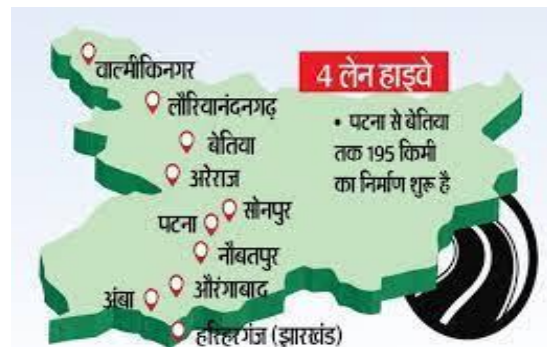 वाल्मीकिनगर
4 लेन हाइवे
लौरियानंदनगढ़
• पटना से बेतिया
तक 195 किमी
का निर्माण शुरू है
बेतिया
अरेराज
सोनपुर
पटना
नौबतपुर
औरंगाबाद
अंबा
हरिहरगंज (झारखंड)